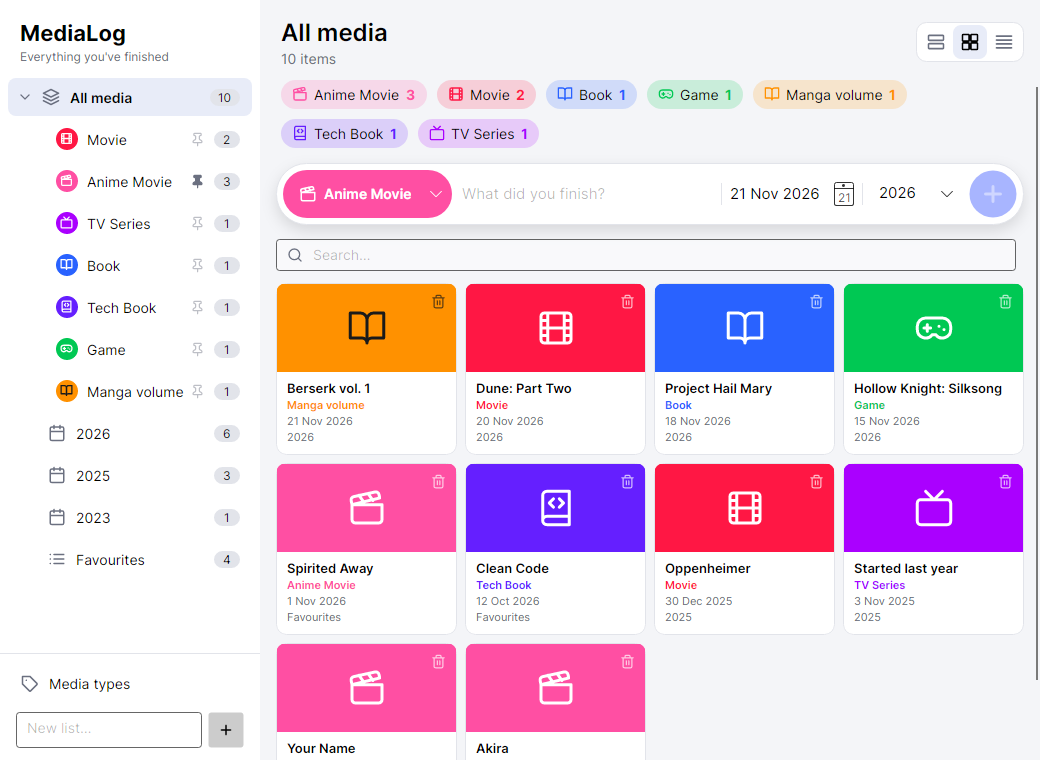 MediaLog
Everything you've finished
All media 10
Movie 2
Anime Movie 3
TV Series 1
Book 1
Tech Book 1
Game 1
Manga volume 1
2026 6
2025 3
2023 1
Favourites 4
Media types
New list...
+
All media
10 items
Anime Movie 3 Movie 2 Book 1 Game 1 Manga volume 1
Tech Book 1 TV Series 1
Anime Movie What did you finish? 21 Nov 2026 21 2026 +
Search...
Berserk vol. 1
Manga volume
21 Nov 2026
2026
Dune: Part Two
Movie
20 Nov 2026
2026
Project Hail Mary
Book
18 Nov 2026
2026
Hollow Knight: Silksong
Game
15 Nov 2026
2026
Spirited Away
Anime Movie
1 Nov 2026
Favourites
Clean Code
Tech Book
12 Oct 2026
Favourites
Oppenheimer
Movie
30 Dec 2025
2025
Started last year
TV Series
3 Nov 2025
2025
Your Name
Akira